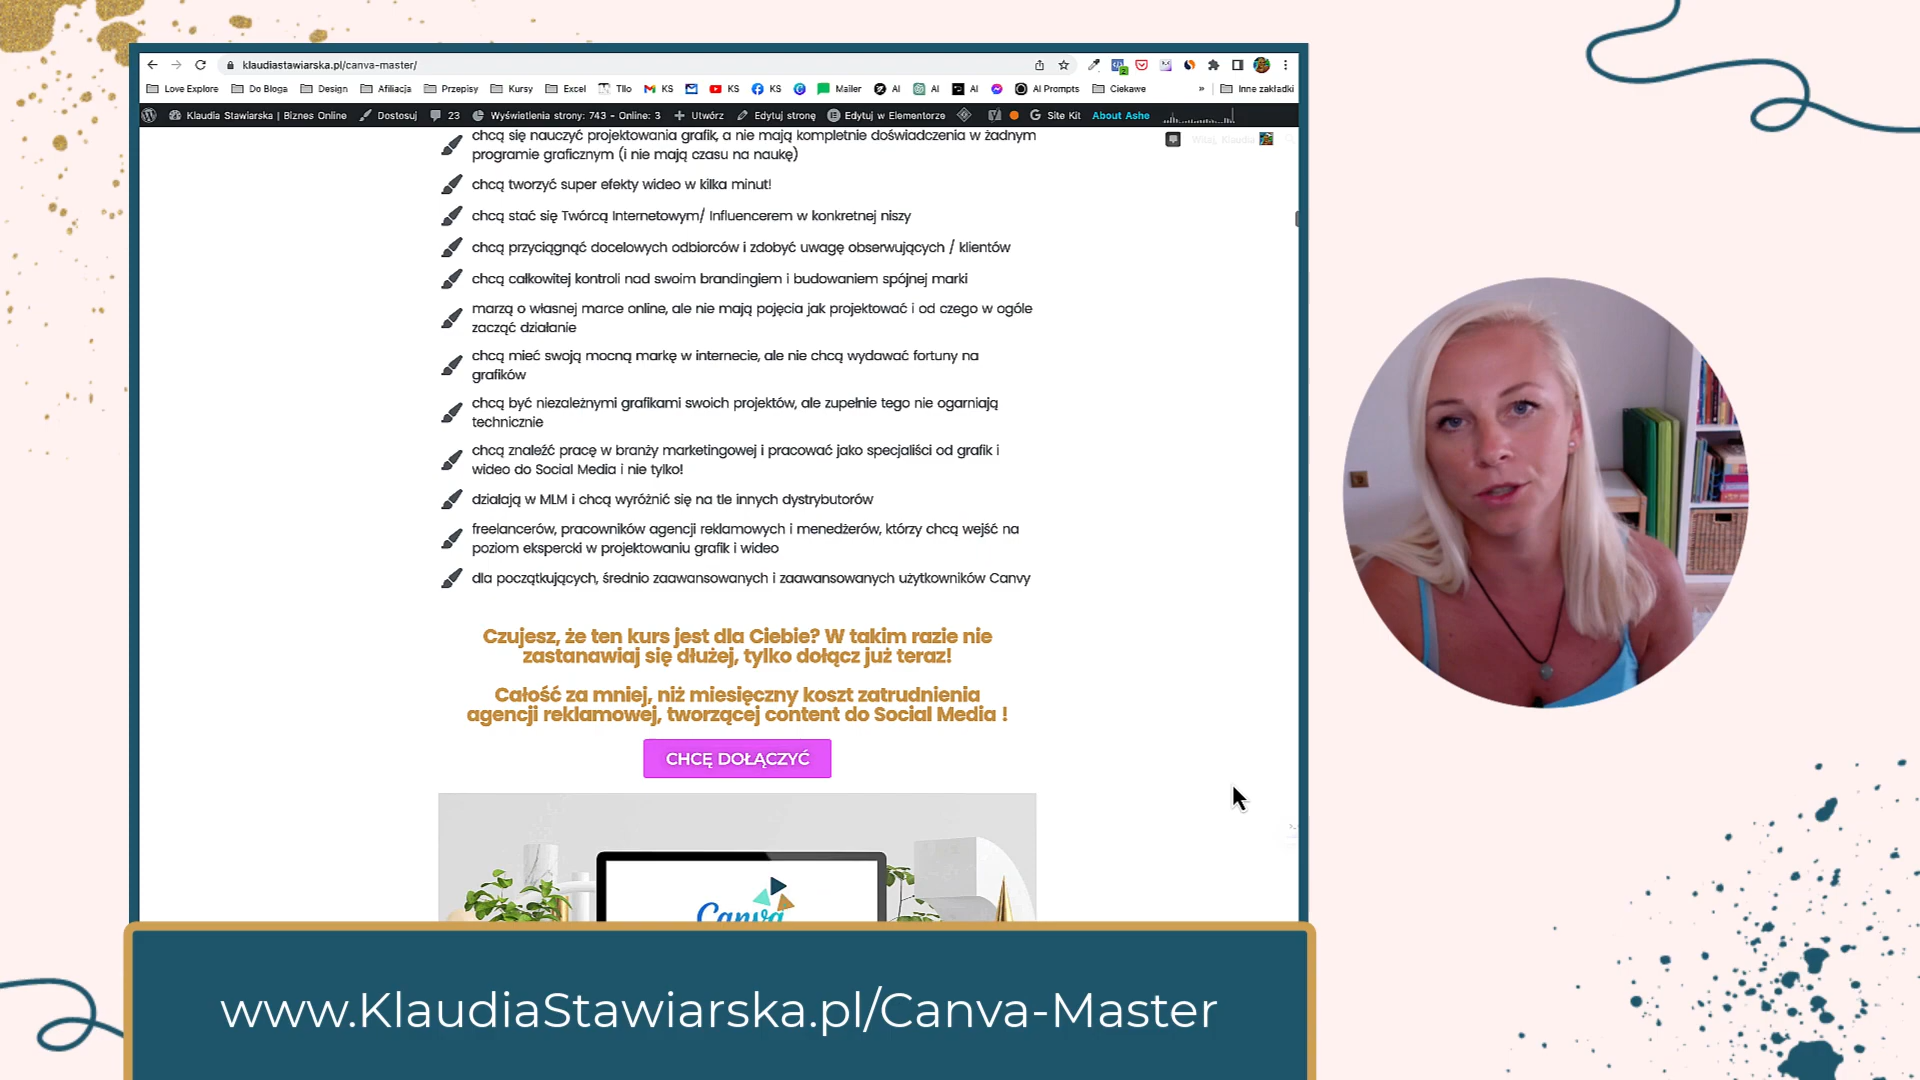 klaudiastawiarska.pl/canva-master/
Love Explore Do Bloga Design Afiliacja Przepisy Kursy Excel Tllo KS KS KS Mailer AI AI AI AI Prompts Ciekawe » Inne zakładki
Klaudia Stawiarska | Biznes Online Dostosuj 23 Wyświetlenia strony: 743 - Online: 3 Utwórz Edytuj stronę Edytuj w Elementorze Site Kit About Ashe
Witaj, Klaudia
chcą się nauczyć projektowania grafik, a nie mają kompletnie doświadczenia w żadnym
programie graficznym (i nie mają czasu na naukę)
chcą tworzyć super efekty wideo w kilka minut!
chcą stać się Twórcą Internetowym/ Influencerem w konkretnej niszy
chcą przyciągnąć docelowych odbiorców i zdobyć uwagę obserwujących / klientów
chcą całkowitej kontroli nad swoim brandingiem i budowaniem spójnej marki
marzą o własnej marce online, ale nie mają pojęcia jak projektować i od czego w ogóle
zacząć działanie
chcą mieć swoją mocną markę w internecie, ale nie chcą wydawać fortuny na
grafików
chcą być niezależnymi grafikami swoich projektów, ale zupełnie tego nie ogarniają
technicznie
chcą znaleźć pracę w branży marketingowej i pracować jako specjaliści od grafik i
wideo do Social Media i nie tylko!
działają w MLM i chcą wyróżnić się na tle innych dystrybutorów
freelancerów, pracowników agencji reklamowych i menedżerów, którzy chcą wejść na
poziom ekspercki w projektowaniu grafik i wideo
dla początkujących, średnio zaawansowanych i zaawansowanych użytkowników Canvy
Czujesz, że ten kurs jest dla Ciebie? W takim razie nie
zastanawiaj się dłużej, tylko dołącz już teraz!
Całość za mniej, niż miesięczny koszt zatrudnienia
agencji reklamowej, tworzącej content do Social Media !
CHCĘ DOŁĄCZYĆ
Canva
www.KlaudiaStawiarska.pl/Canva-Master